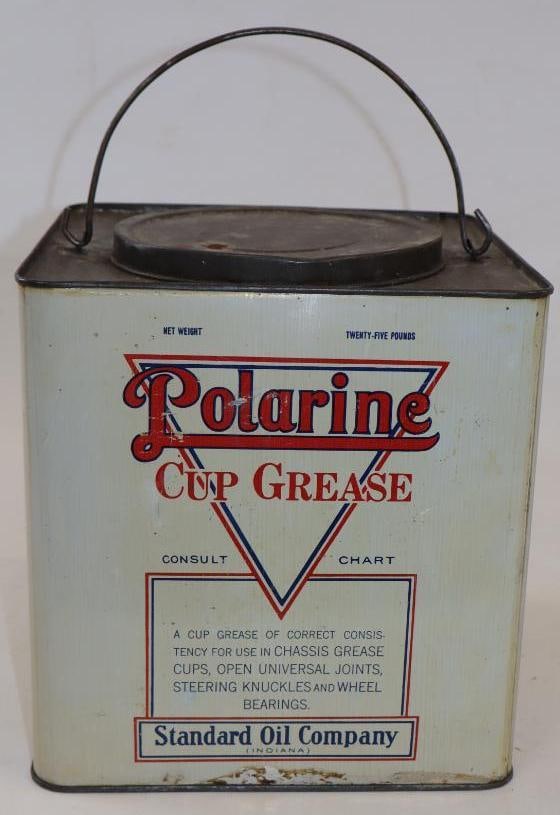 NET WEIGHT TWENTY-FIVE POUNDS
Polarine
CUP GREASE
CONSULT CHART
A CUP GREASE OF CORRECT CONSIS-
TENCY FOR USE IN CHASSIS GREASE
CUPS, OPEN UNIVERSAL JOINTS,
STEERING KNUCKLES AND WHEEL
BEARINGS.
Standard Oil Company
(INDIANA)